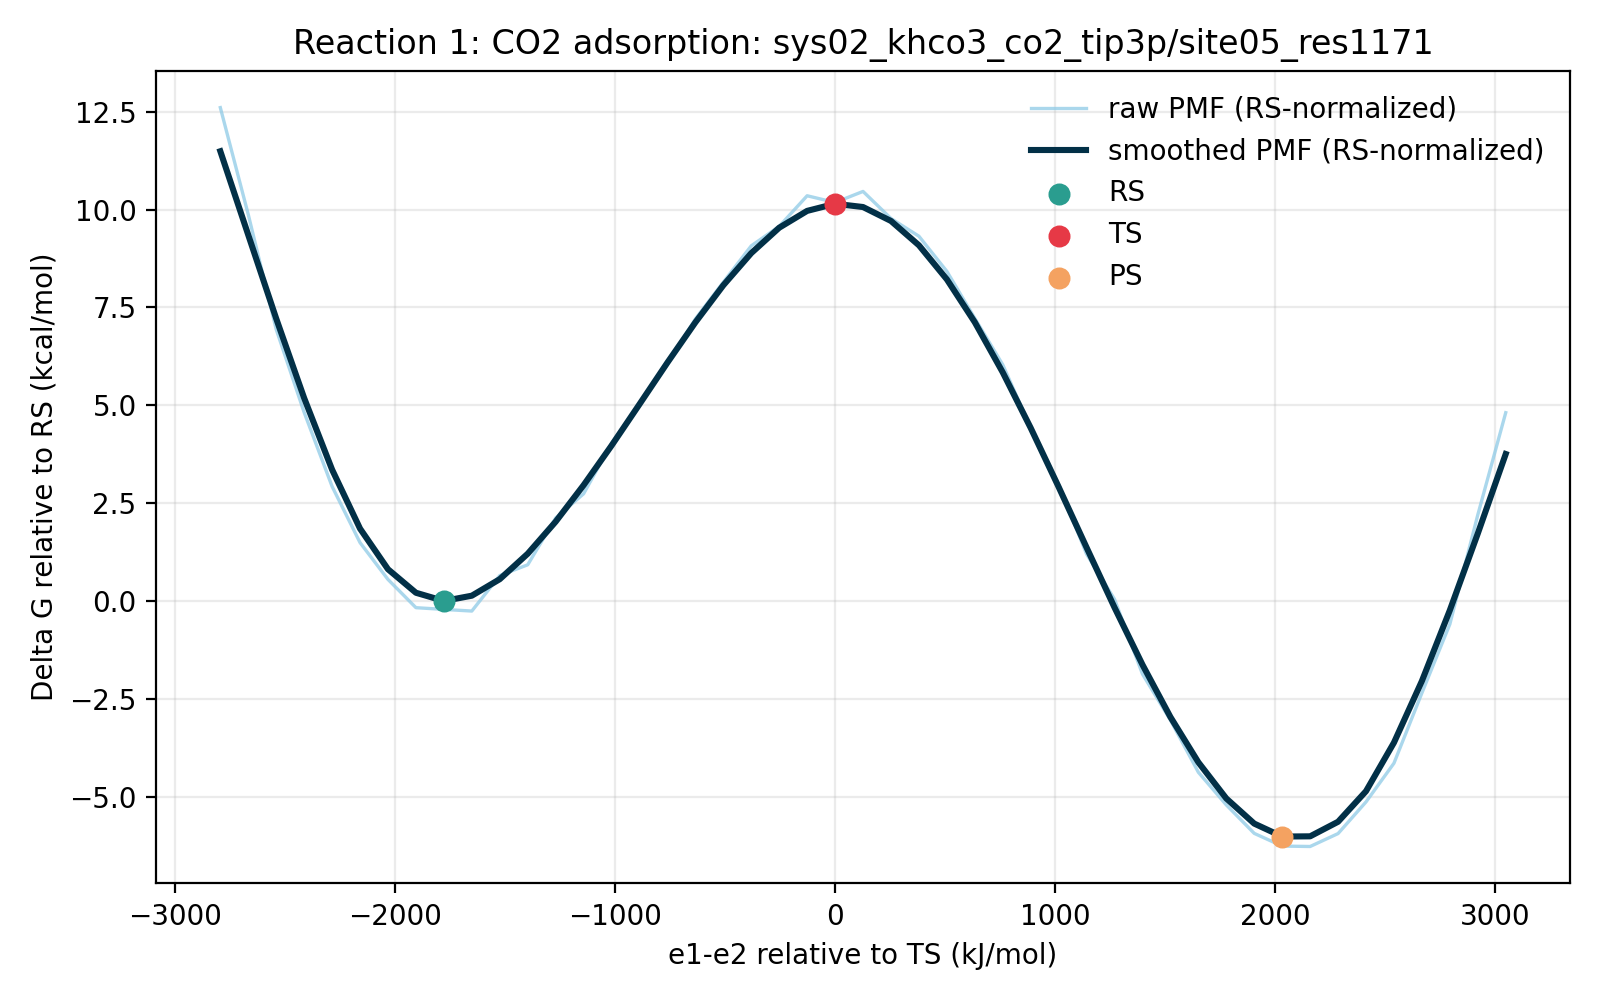 Reaction 1: CO2 adsorption: sys02_khco3_co2_tip3p/site05_res1171
raw PMF (RS-normalized)
smoothed PMF (RS-normalized)
RS
TS
PS
Delta G relative to RS (kcal/mol)
12.5
10.0
7.5
5.0
2.5
0.0
−2.5
−5.0
−3000 −2000 −1000 0 1000 2000 3000
e1-e2 relative to TS (kJ/mol)